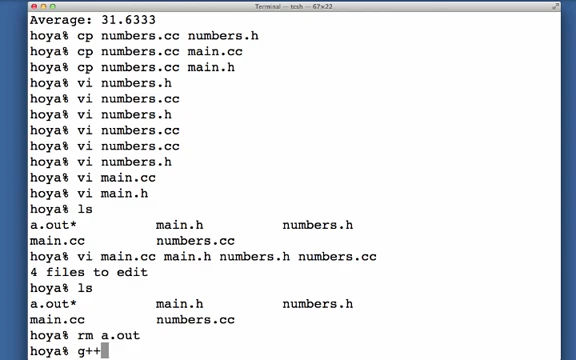 Terminal — tcsh — 67×22
Average: 31.6333
hoya% cp numbers.cc numbers.h
hoya% cp numbers.cc main.cc
hoya% cp numbers.cc main.h
hoya% vi numbers.h
hoya% vi numbers.cc
hoya% vi numbers.h
hoya% vi numbers.cc
hoya% vi numbers.cc
hoya% vi numbers.h
hoya% vi main.cc
hoya% vi main.h
hoya% ls
a.out* main.h numbers.h
main.cc numbers.cc
hoya% vi main.cc main.h numbers.h numbers.cc
4 files to edit
hoya% ls
a.out* main.h numbers.h
main.cc numbers.cc
hoya% rm a.out
hoya% g++